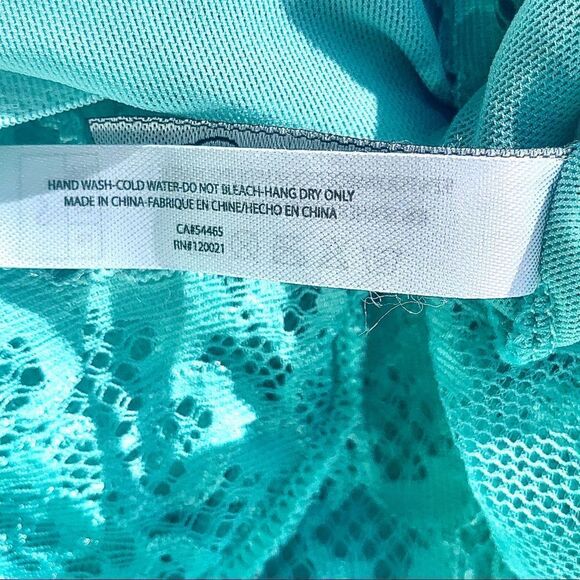 HAND WASH-COLD WATER-DO NOT BLEACH-HANG DRY ONLY
MADE IN CHINA-FABRIQUE EN CHINE/HECHO EN CHINA
CA#54465
RN#120021